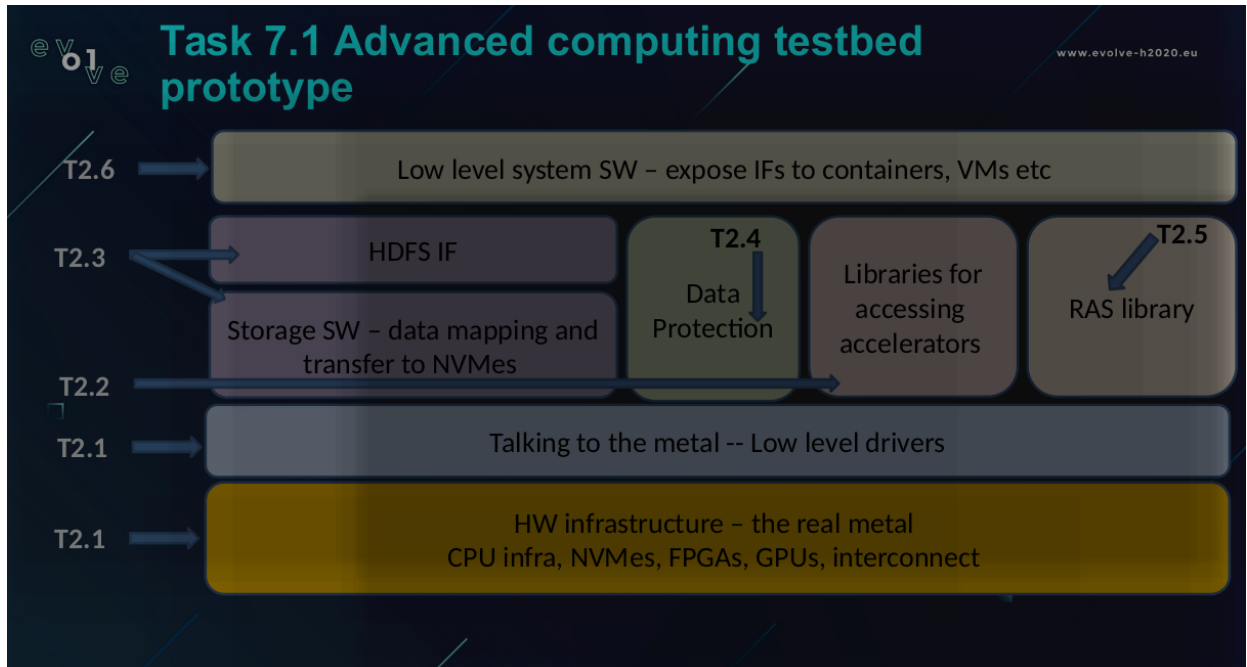 ev
ol
ve
Task 7.1 Advanced computing testbed
prototype
www.evolve-h2020.eu
T2.6
Low level system SW – expose IFs to containers, VMs etc
T2.3
HDFS IF
Storage SW – data mapping and
transfer to NVMes
T2.4
Data
Protection
Libraries for
accessing
accelerators
T2.5
RAS library
T2.2
T2.1
Talking to the metal -- Low level drivers
T2.1
HW infrastructure – the real metal
CPU infra, NVMes, FPGAs, GPUs, interconnect